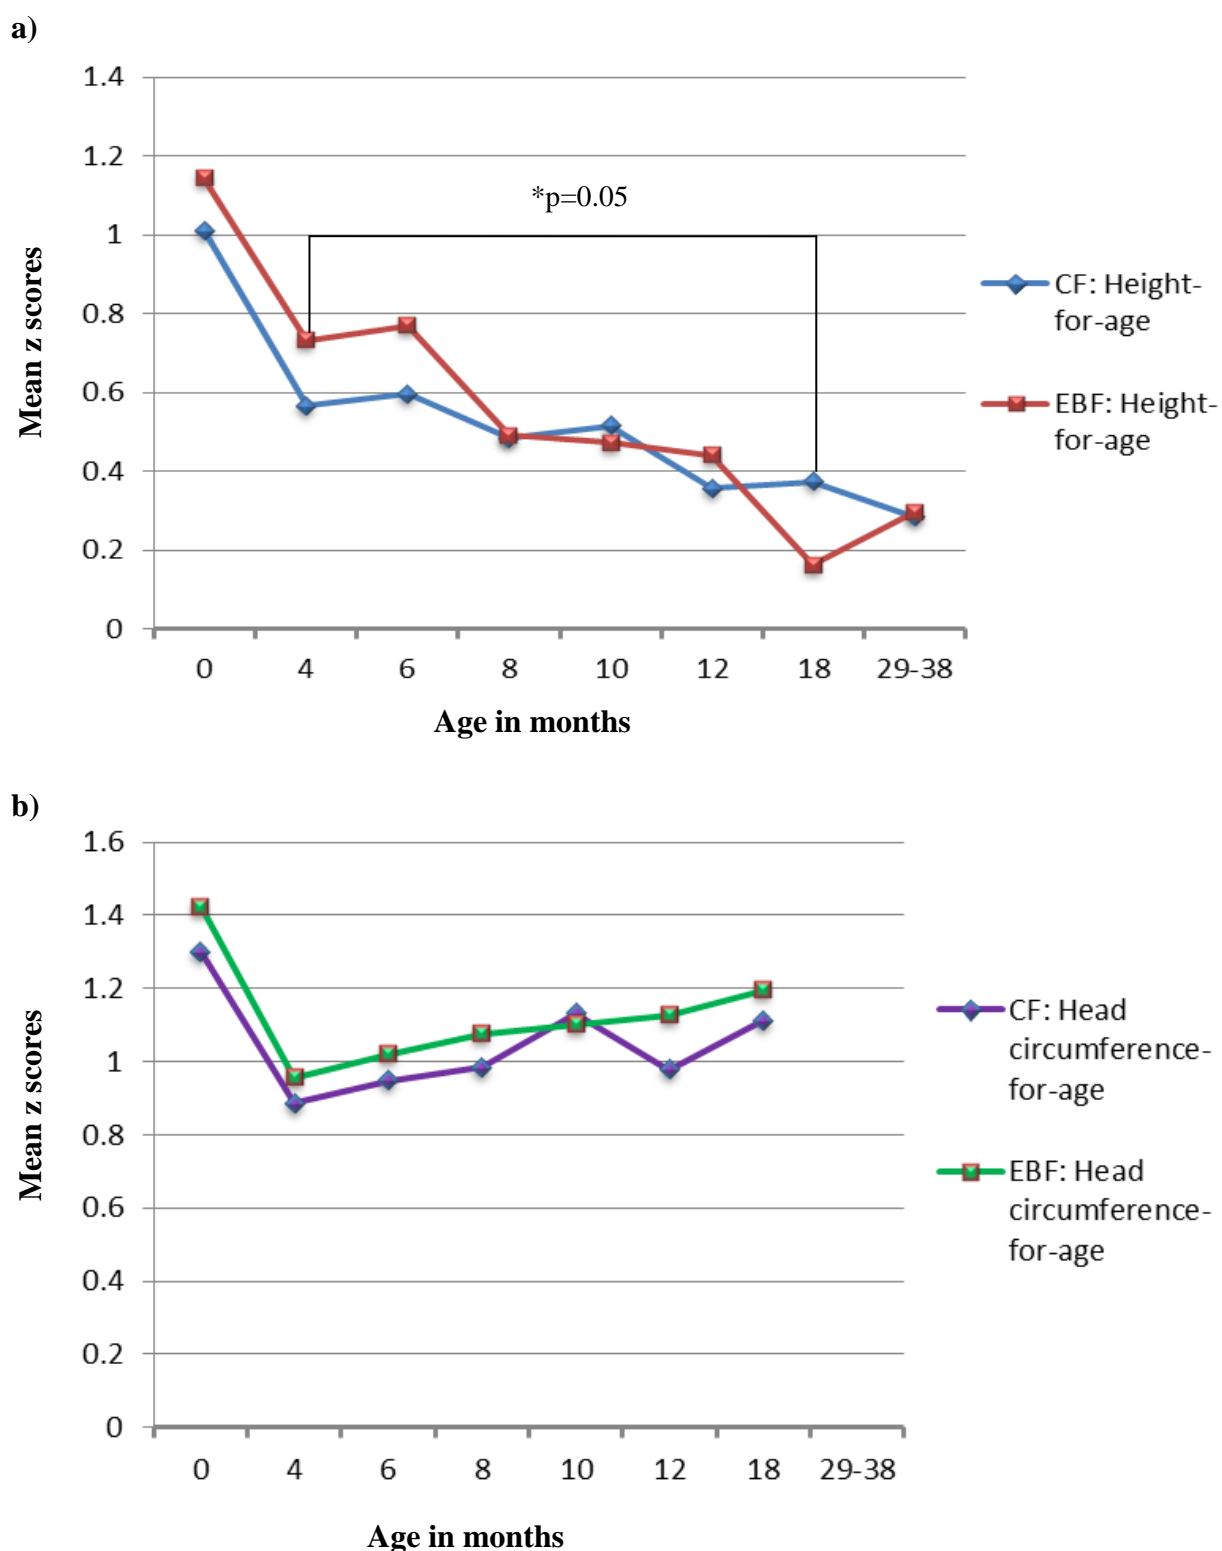 a)
1.4
1.2
1
0.8
0.6
0.4
0.2
0
Mean z scores
*p=0.05
0 4 6 8 10 12 18 29-38
Age in months
CF: Height-
for-age
EBF: Height-
for-age
b)
1.6
1.4
1.2
1
0.8
0.6
0.4
0.2
0
Mean z scores
0 4 6 8 10 12 18 29-38
Age in months
CF: Head
circumference-
for-age
EBF: Head
circumference-
for-age